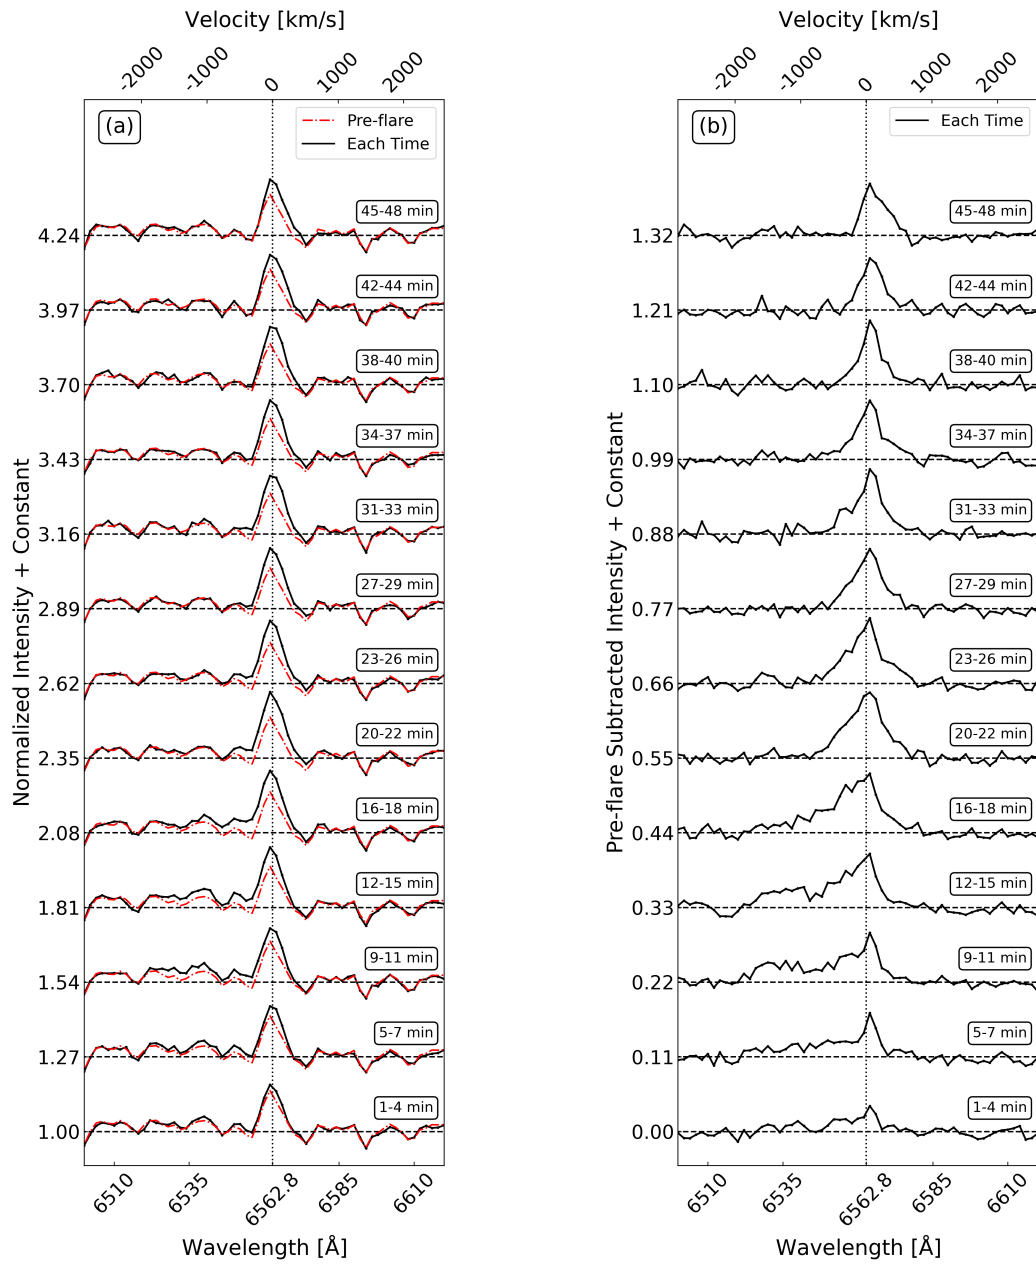 Velocity [km/s]
-2000 -1000 0 1000 2000
(a)
Pre-flare
Each Time
45-48 min
4.24
42-44 min
3.97
38-40 min
3.70
34-37 min
3.43
31-33 min
3.16
27-29 min
2.89
23-26 min
2.62
20-22 min
2.35
16-18 min
2.08
12-15 min
1.81
9-11 min
1.54
5-7 min
1.27
1-4 min
1.00
Normalized Intensity + Constant
6510 6535 6562.8 6585 6610
Wavelength [Å]
Velocity [km/s]
-2000 -1000 0 1000 2000
(b)
Each Time
45-48 min
1.32
42-44 min
1.21
38-40 min
1.10
34-37 min
0.99
31-33 min
0.88
27-29 min
0.77
23-26 min
0.66
20-22 min
0.55
16-18 min
0.44
12-15 min
0.33
9-11 min
0.22
5-7 min
0.11
1-4 min
0.00
Pre-flare Subtracted Intensity + Constant
6510 6535 6562.8 6585 6610
Wavelength [Å]